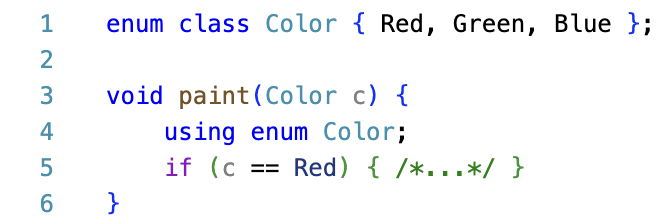 1 enum class Color { Red, Green, Blue };
2
3 void paint(Color c) {
4     using enum Color;
5     if (c == Red) { /*...*/ }
6 }